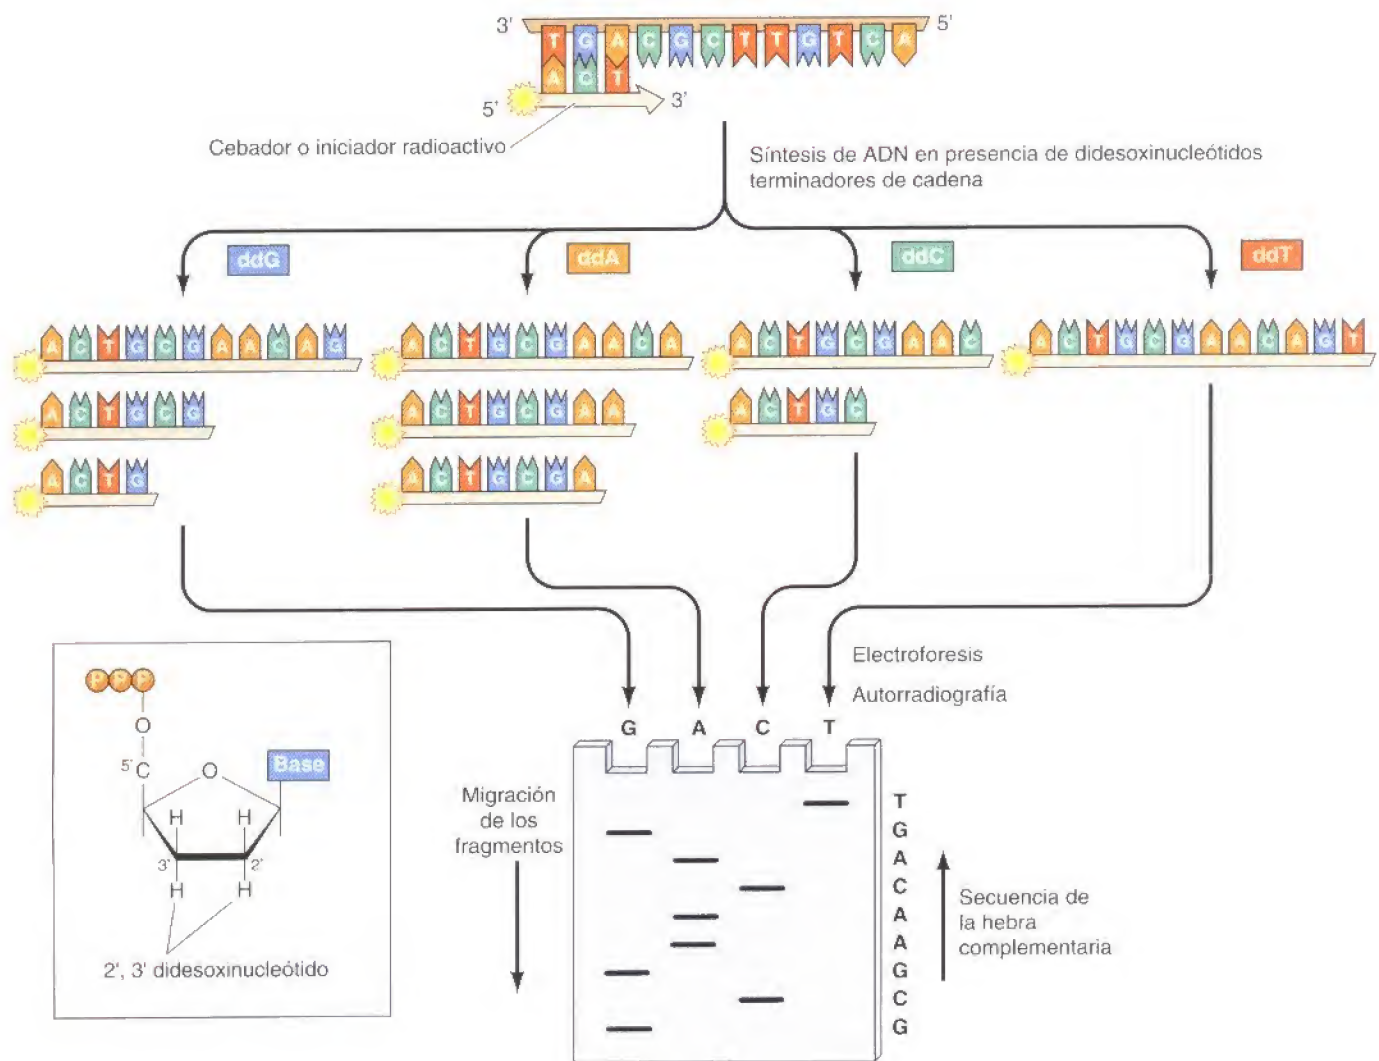 3' 5'
T G A C G C T T G T C A
A C T
5' 3'
Cebador o iniciador radioactivo
Síntesis de ADN en presencia de didesoxinucleótidos
terminadores de cadena
ddG ddA ddC ddT
A C T G C G A A C A G
A C T G C G
A C T G
A C T G C G A A C A
A C T G C G A A
A C T G C G A
A C T G C G A A C
A C T G C
A C T G C G A A C A G T
Electroforesis
Autorradiografía
P P P
O
5' C
O
Base
H H
3' 2'
H H
2', 3' didesoxinucleótido
G A C T
Migración
de los
fragmentos
T
G
A
C
A
A
G
C
G
Secuencia de
la hebra
complementaria